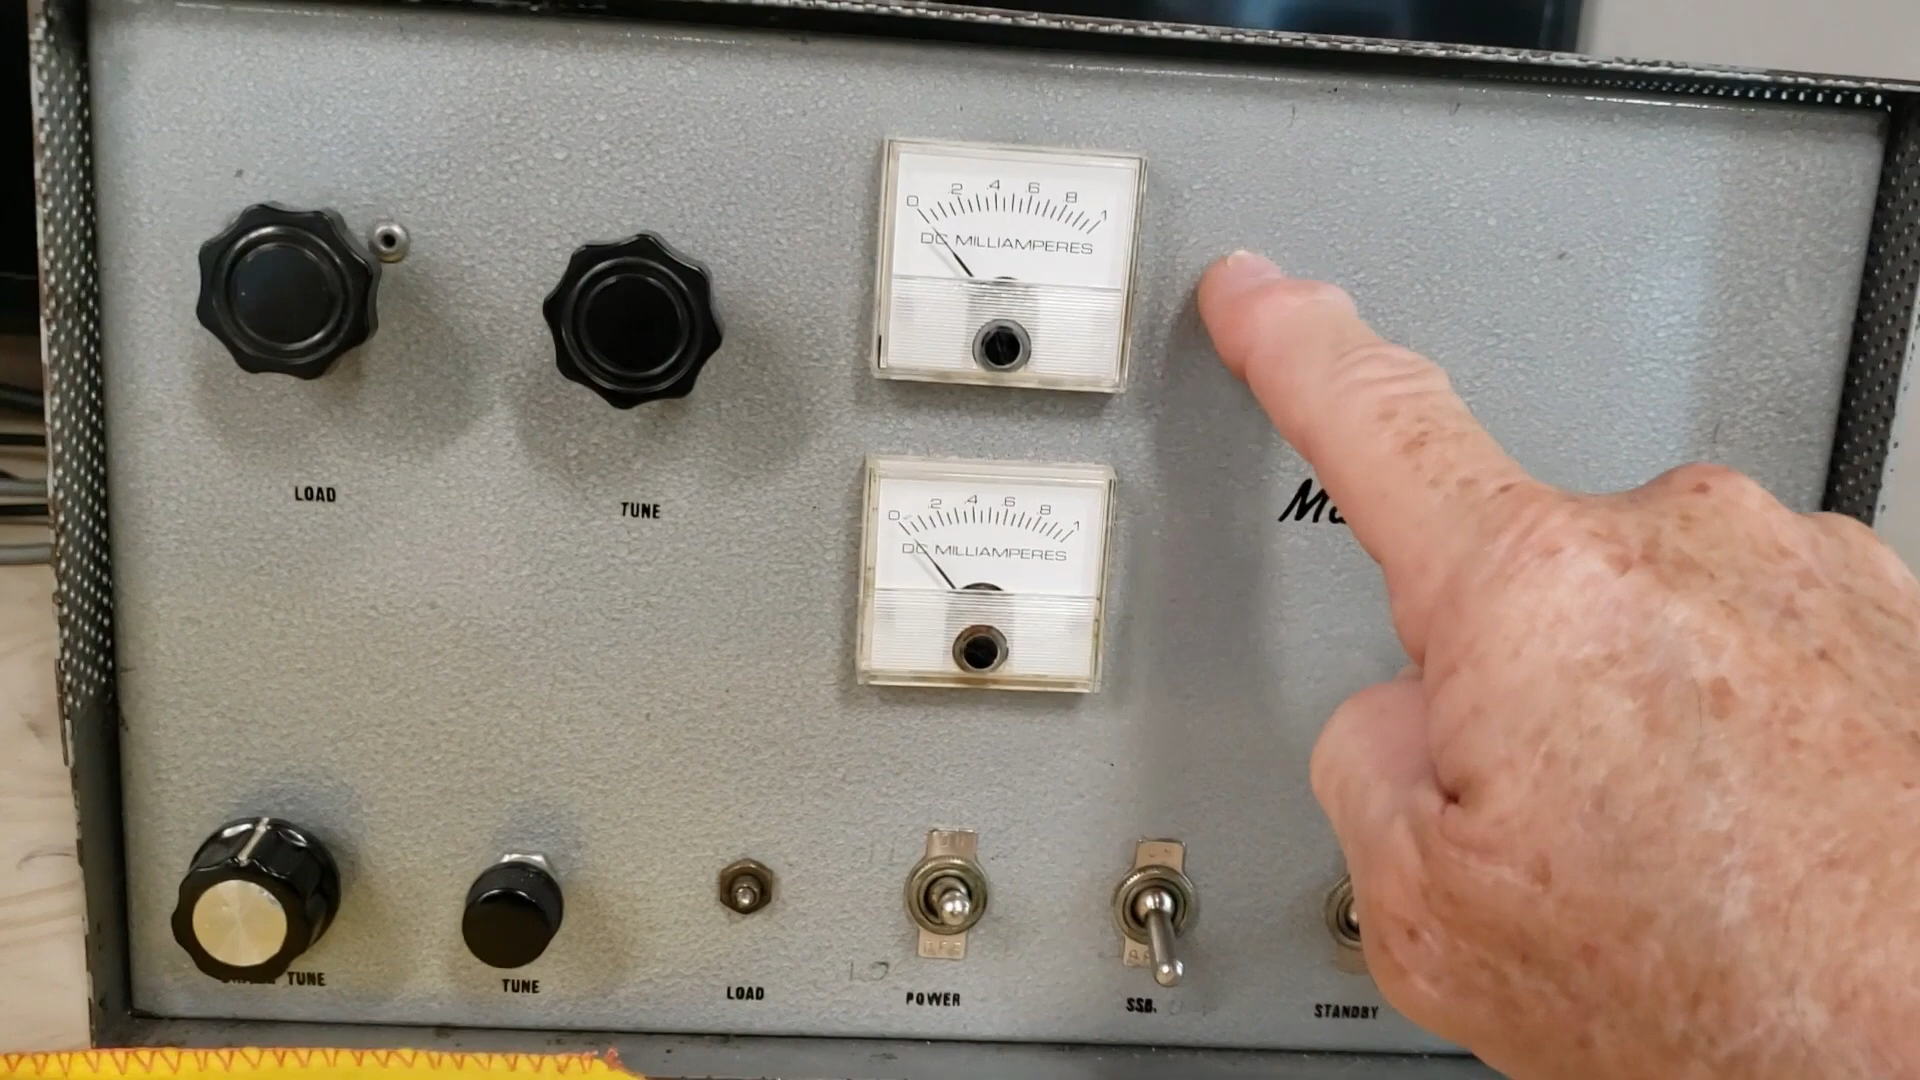 0 .2 .4 .6 .8 1
DC MILLIAMPERES
0 .2 .4 .6 .8 1
DC MILLIAMPERES
LOAD
TUNE
TUNE
TUNE
LOAD
POWER
OFF
SSB.
STANDBY